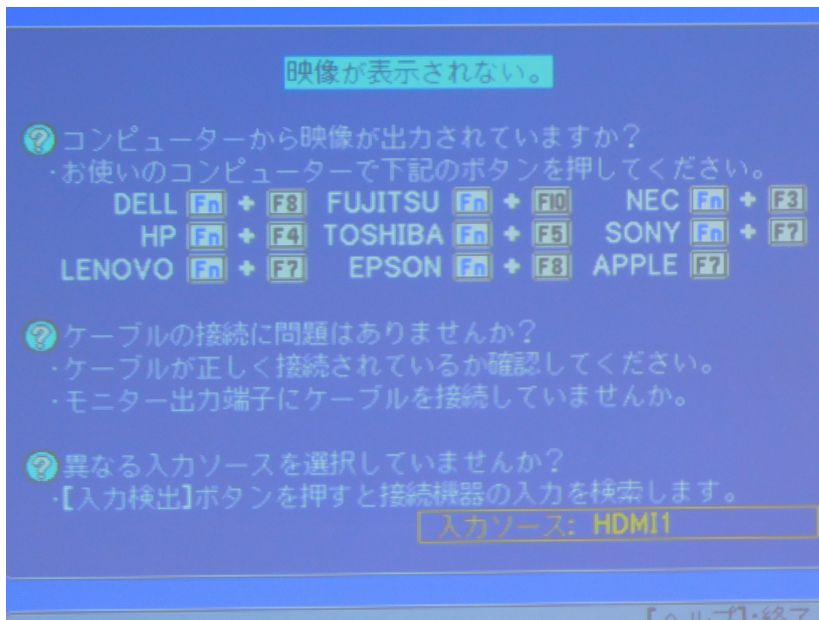 映像が表示されない。
? コンピューターから映像が出力されていますか?
・お使いのコンピューターで下記のボタンを押してください。
DELL Fn + F8 FUJITSU Fn + F10 NEC Fn + F3
HP Fn + F4 TOSHIBA Fn + F5 SONY Fn + F7
LENOVO Fn + F7 EPSON Fn + F8 APPLE F7
? ケーブルの接続に問題はありませんか?
・ケーブルが正しく接続されているか確認してください。
・モニター出力端子にケーブルを接続していませんか。
? 異なる入力ソースを選択していませんか?
・【入力検出】ボタンを押すと接続機器の入力を検索します。
入力ソース: HDMI1
【ヘルプ】:終了